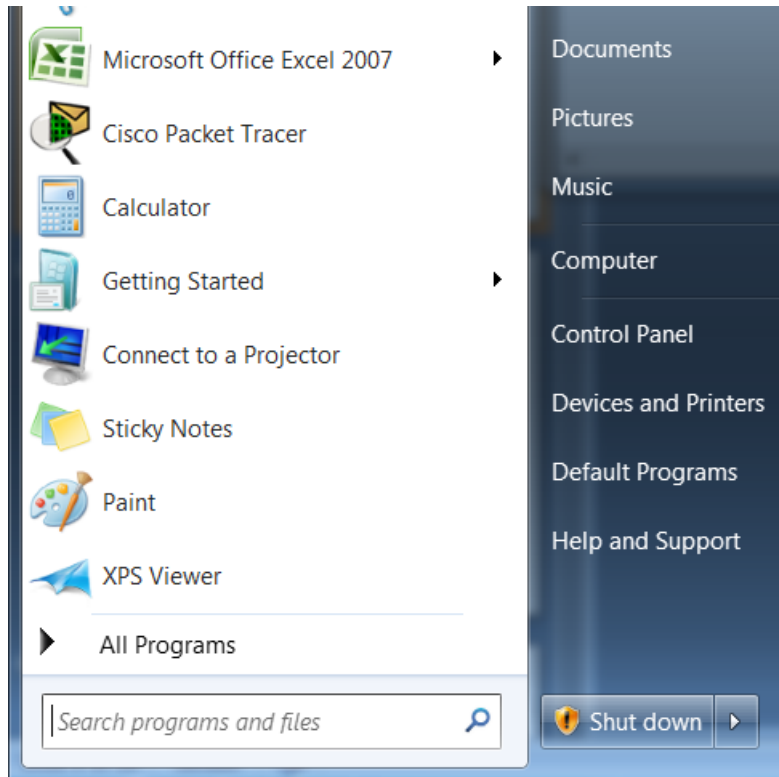 Microsoft Office Excel 2007
Cisco Packet Tracer
Calculator
Getting Started
Connect to a Projector
Sticky Notes
Paint
XPS Viewer
All Programs
Search programs and files
Documents
Pictures
Music
Computer
Control Panel
Devices and Printers
Default Programs
Help and Support
Shut down